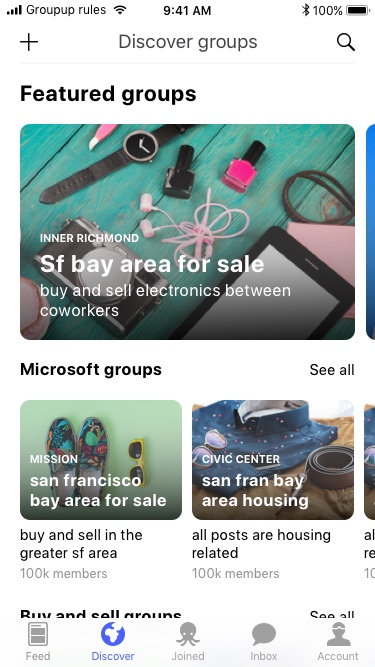 Groupup rules 9:41 AM 100%
Discover groups
Featured groups
INNER RICHMOND
Sf bay area for sale
buy and sell electronics between
coworkers
Microsoft groups See all
MISSION
san francisco
bay area for sale
CIVIC CENTER
san fran bay
area housing
buy and sell in the
greater sf area
100k members
all posts are housing
related
100k members
al
re
10
Buy and sell groups See all
Feed Discover Joined Inbox Account